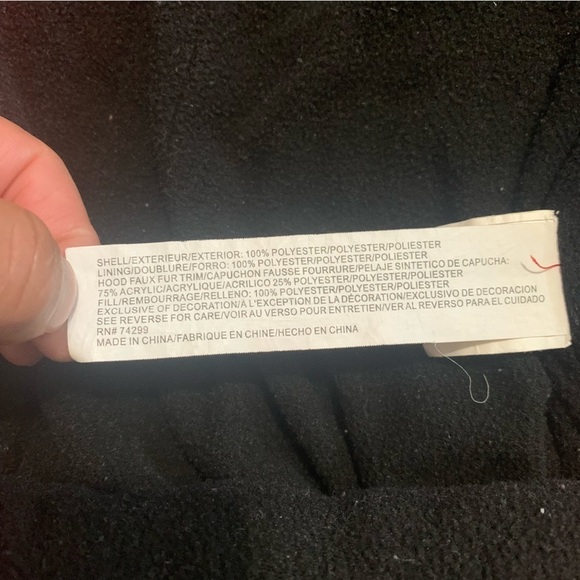 SHELL/EXTERIEUR/EXTERIOR: 100% POLYESTER/POLYESTER/POLIESTER
LINING/DOUBLURE/FORRO: 100% POLYESTER/POLYESTER/POLIESTER
HOOD FAUX FUR TRIM/CAPUCHON FAUSSE FOURRURE/PELAJE SINTETICO DE CAPUCHA:
75% ACRYLIC/ACRYLIQUE/ACRILICO 25% POLYESTER/POLYESTER/POLIESTER
FILL/REMBOURRAGE/RELLENO: 100% POLYESTER/POLYESTER/POLIESTER
EXCLUSIVE OF DECORATION/A L'EXCEPTION DE LA DÉCORATION/EXCLUSIVO DE DECORACION
SEE REVERSE FOR CARE/VOIR AU VERSO POUR ENTRETIEN/VER AL REVERSO PARA EL CUIDADO
RN# 74299
MADE IN CHINA/FABRIQUE EN CHINE/HECHO EN CHINA